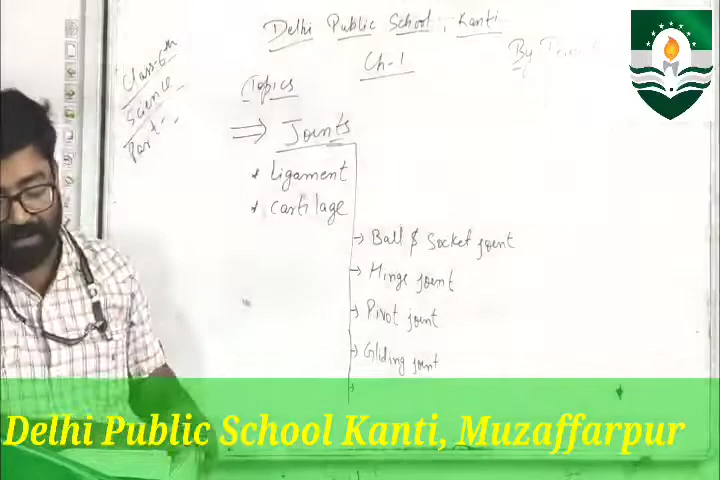 Delhi Public School, Kanti
Class-6th
Science
Part-
By
Ch-1
Topics
⇒ Joints
* Ligament
* Cartilage
→ Ball & Socket joint
→ Hinge joint
→ Pivot joint
→ Gliding joint
Delhi Public School Kanti, Muzaffarpur